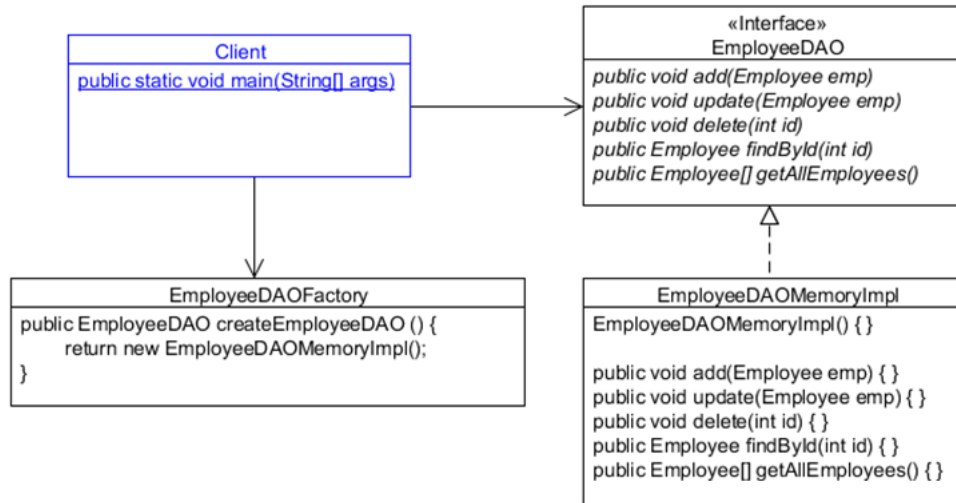 Client
public static void main(String[] args)
«Interface»
EmployeeDAO
public void add(Employee emp)
public void update(Employee emp)
public void delete(int id)
public Employee findById(int id)
public Employee[] getAllEmployees()
EmployeeDAOFactory
public EmployeeDAO createEmployeeDAO () {
return new EmployeeDAOMemoryImpl();
}
EmployeeDAOMemoryImpl
EmployeeDAOMemoryImpl() { }
public void add(Employee emp) { }
public void update(Employee emp) { }
public void delete(int id) { }
public Employee findById(int id) { }
public Employee[] getAllEmployees() { }